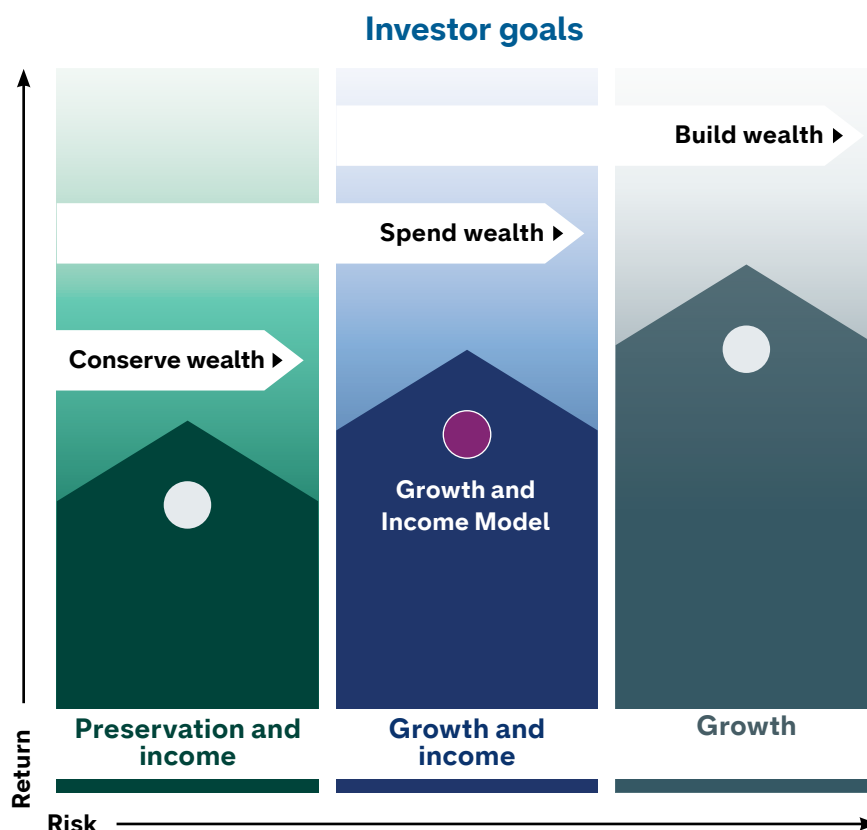 Investor goals
Build wealth
Spend wealth
Conserve wealth
Growth and
Income Model
Preservation and
income
Growth and
income
Growth
Return
Risk